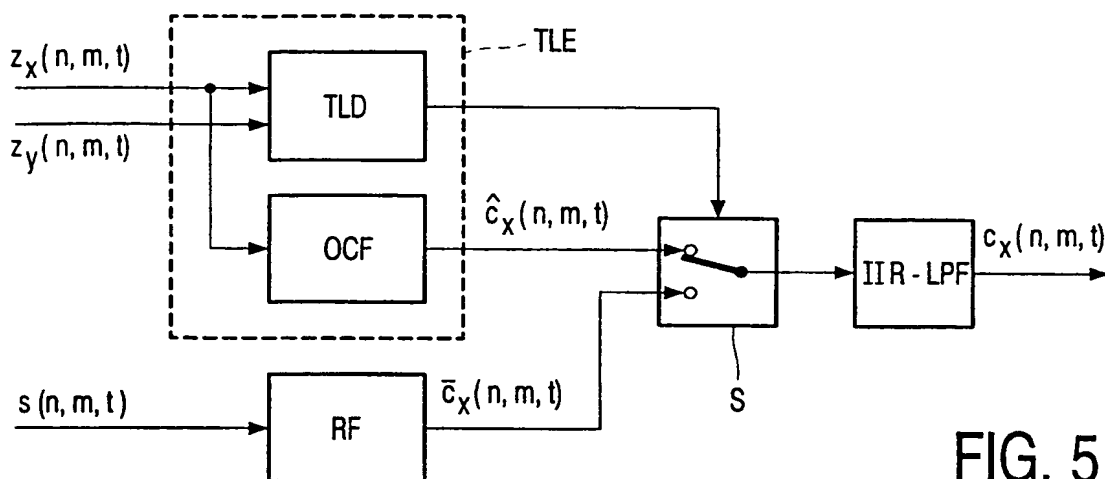 TLE
z_x(n, m, t)
TLD
z_y(n, m, t)
ĉ_x(n, m, t)
OCF
c_x(n, m, t)
IIR-LPF
s(n, m, t)
c̄_x(n, m, t)
S
RF
FIG. 5